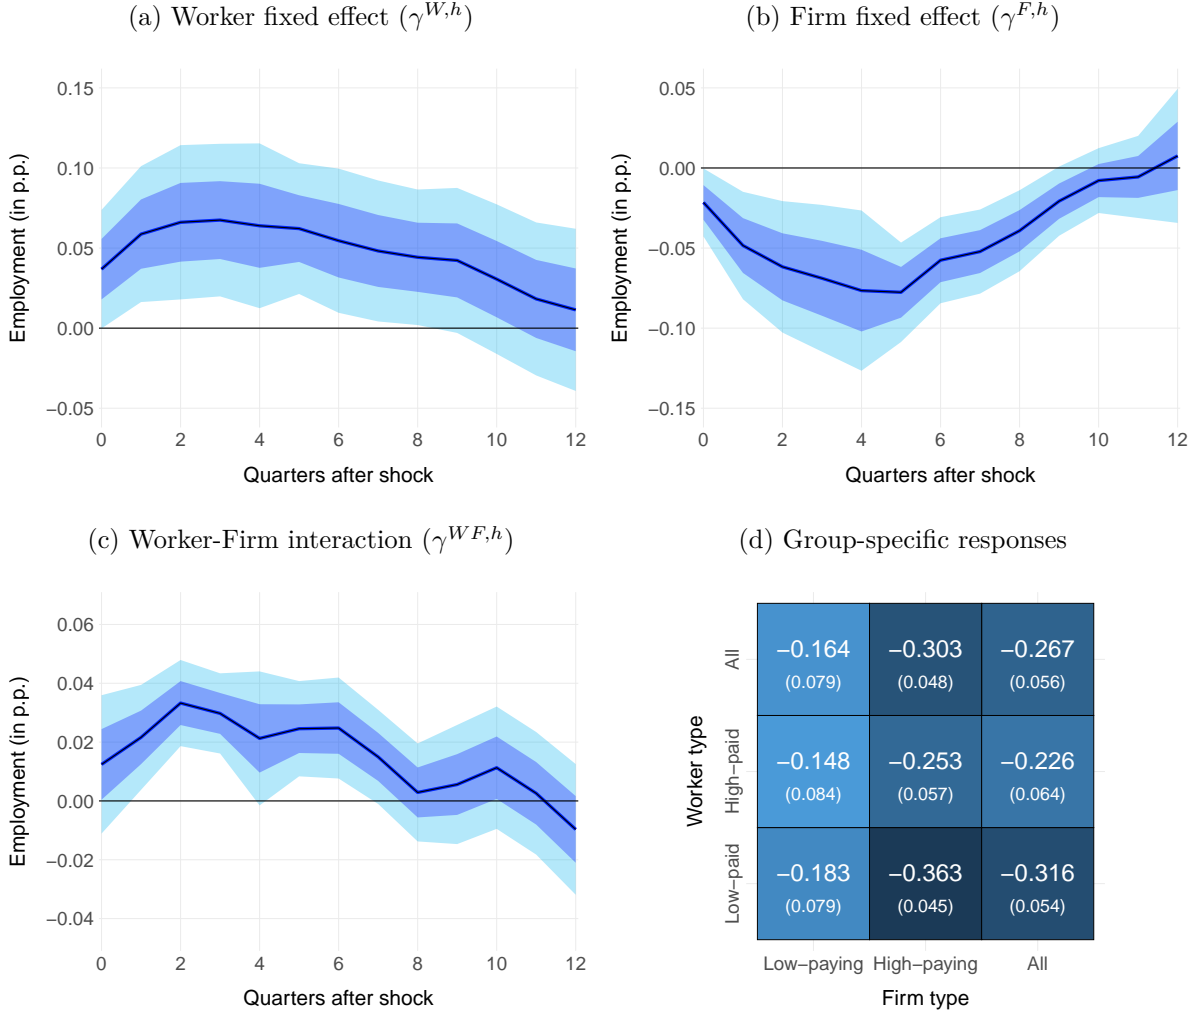 (a) Worker fixed effect (γ^{W,h})
(b) Firm fixed effect (γ^{F,h})
Employment (in p.p.)
0.15
0.10
0.05
0.00
−0.05
0 2 4 6 8 10 12
Quarters after shock
Employment (in p.p.)
0.05
0.00
−0.05
−0.10
−0.15
0 2 4 6 8 10 12
Quarters after shock
(c) Worker-Firm interaction (γ^{WF,h})
(d) Group-specific responses
Employment (in p.p.)
0.06
0.04
0.02
0.00
−0.02
−0.04
0 2 4 6 8 10 12
Quarters after shock
Worker type
All
−0.164 −0.303 −0.267
(0.079) (0.048) (0.056)
High−paid
−0.148 −0.253 −0.226
(0.084) (0.057) (0.064)
Low−paid
−0.183 −0.363 −0.316
(0.079) (0.045) (0.054)
Low−paying High−paying All
Firm type